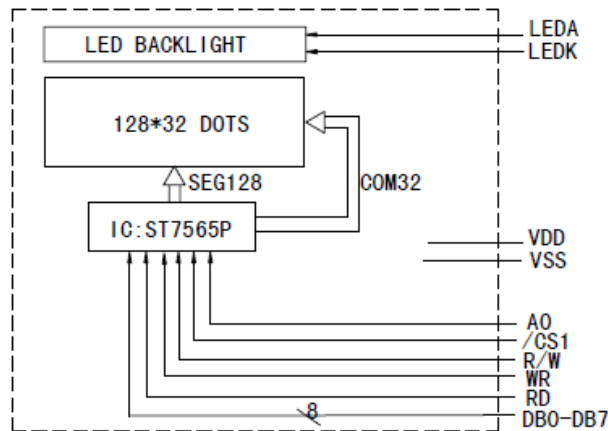 LEDA
LED BACKLIGHT
LEDK
128*32 DOTS
SEG128
COM32
IC:ST7565P
VDD
VSS
A0
/CS1
R/W
WR
RD
8
DB0-DB7